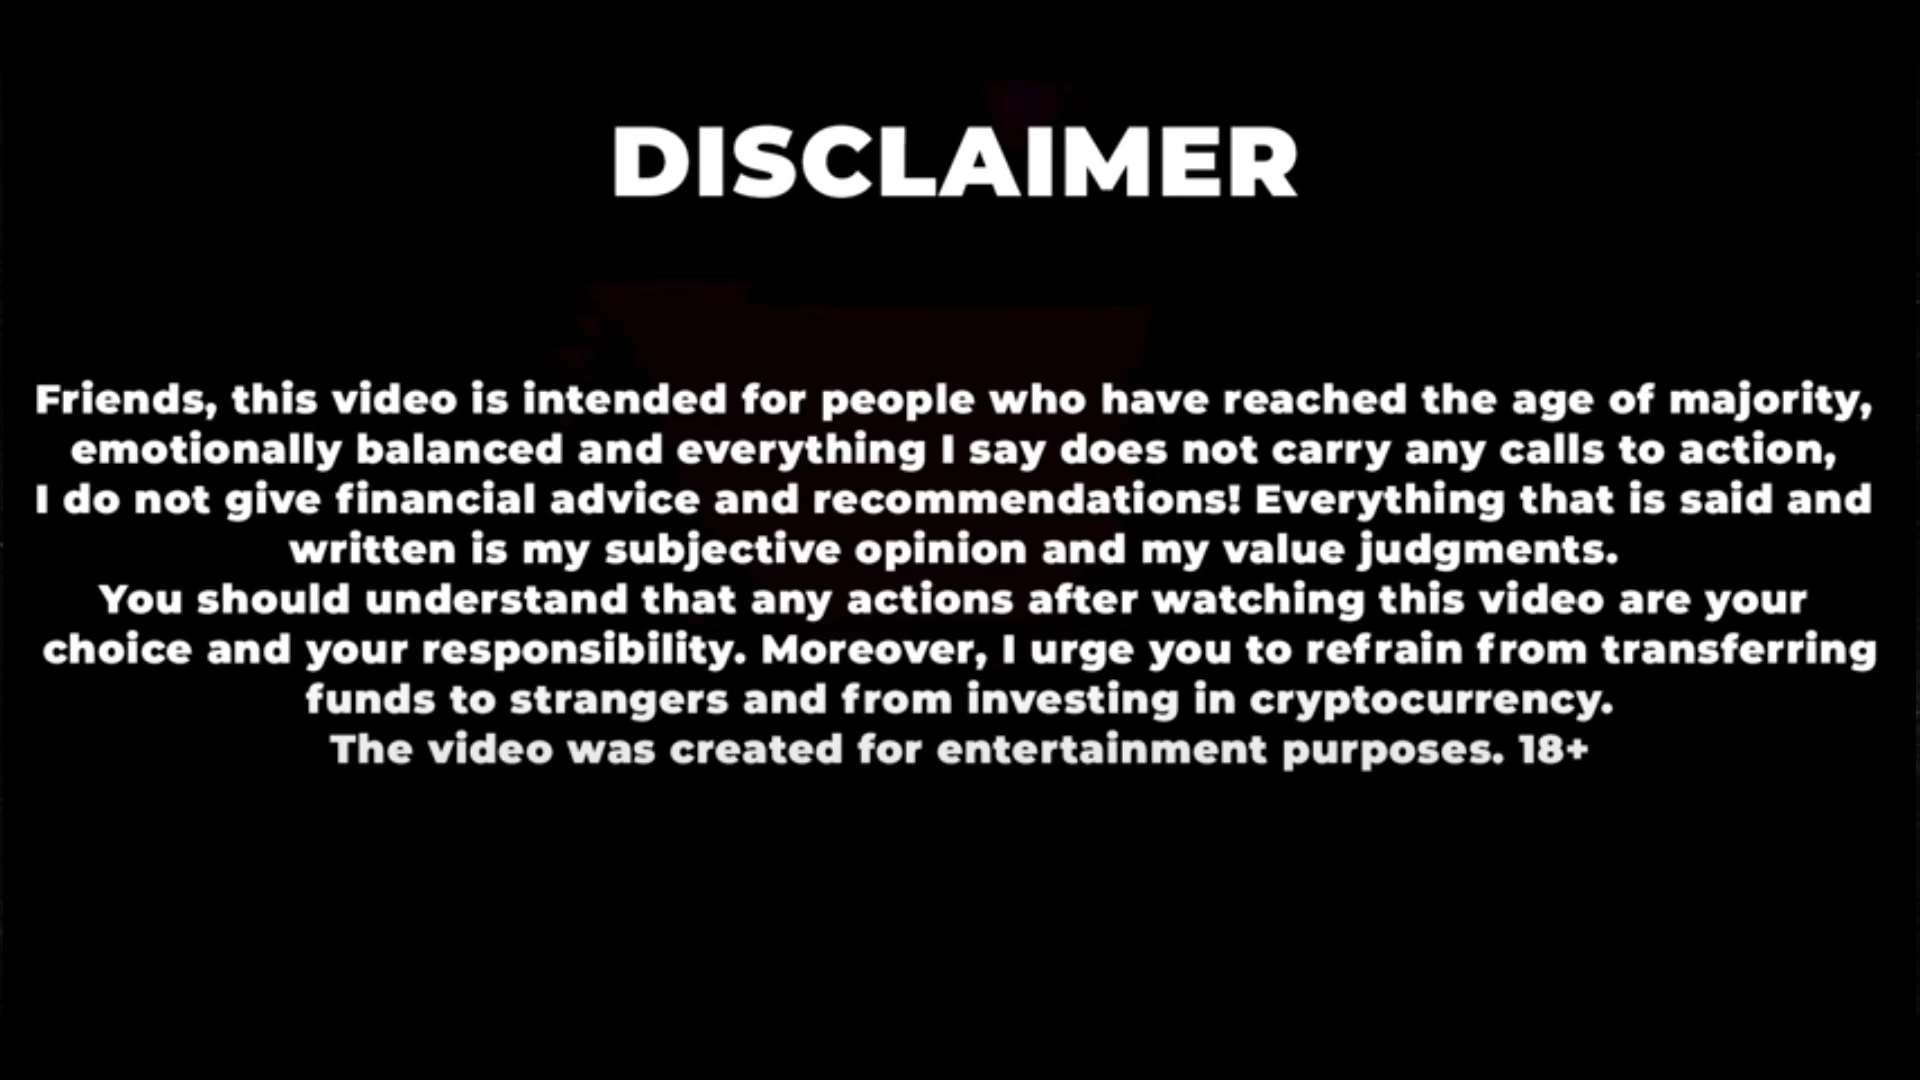 DISCLAIMER
Friends, this video is intended for people who have reached the age of majority,
emotionally balanced and everything I say does not carry any calls to action,
I do not give financial advice and recommendations! Everything that is said and
written is my subjective opinion and my value judgments.
You should understand that any actions after watching this video are your
choice and your responsibility. Moreover, I urge you to refrain from transferring
funds to strangers and from investing in cryptocurrency.
The video was created for entertainment purposes. 18+